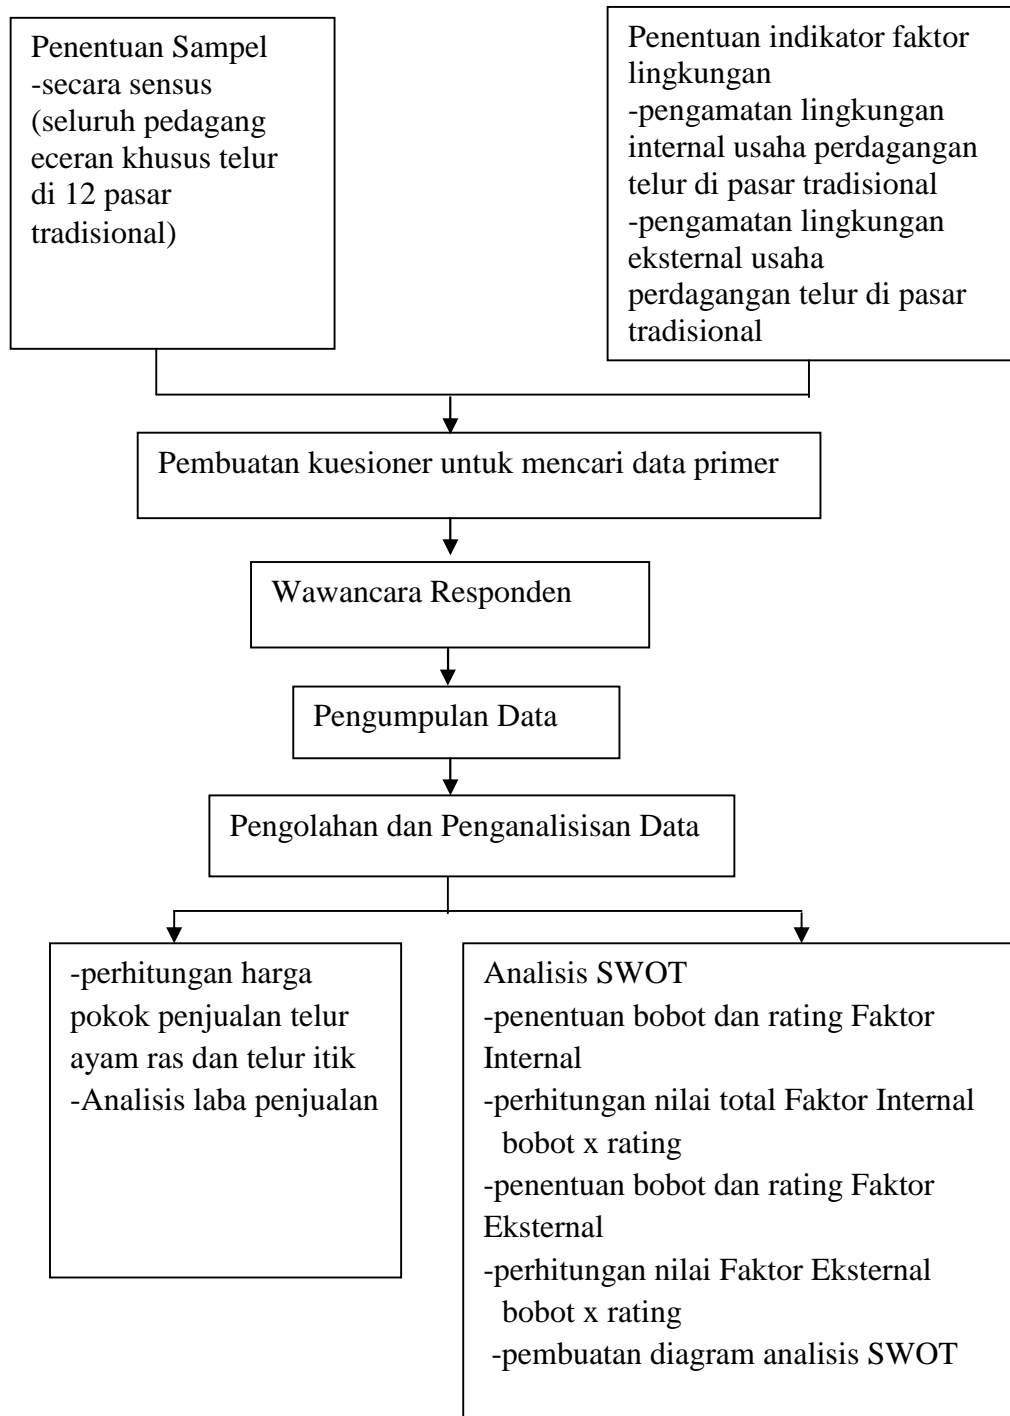 Penentuan Sampel
-secara sensus
(seluruh pedagang
eceran khusus telur
di 12 pasar
tradisional)
Penentuan indikator faktor
lingkungan
-pengamatan lingkungan
internal usaha perdagangan
telur di pasar tradisional
-pengamatan lingkungan
eksternal usaha
perdagangan telur di pasar
tradisional
Pembuatan kuesioner untuk mencari data primer
Wawancara Responden
Pengumpulan Data
Pengolahan dan Penganalisisan Data
-perhitungan harga
pokok penjualan telur
ayam ras dan telur itik
-Analisis laba penjualan
Analisis SWOT
-penentuan bobot dan rating Faktor
Internal
-perhitungan nilai total Faktor Internal
bobot x rating
-penentuan bobot dan rating Faktor
Eksternal
-perhitungan nilai Faktor Eksternal
bobot x rating
-pembuatan diagram analisis SWOT